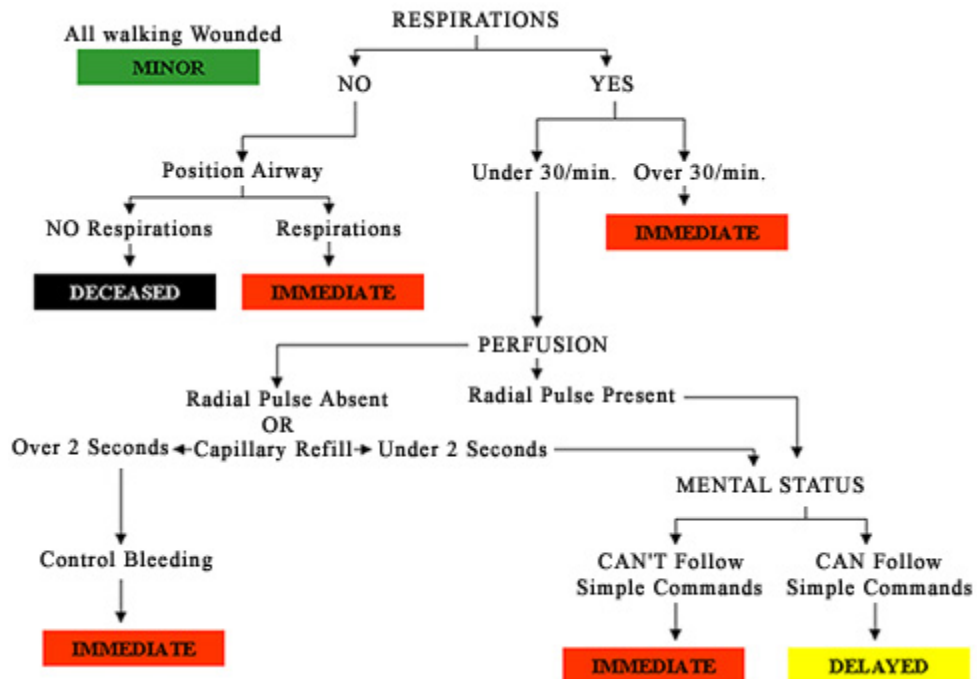 RESPIRATIONS
All walking Wounded
MINOR
NO
YES
Position Airway
Under 30/min.
Over 30/min.
NO Respirations
Respirations
IMMEDIATE
DECEASED
IMMEDIATE
PERFUSION
Radial Pulse Absent
OR
Radial Pulse Present
Over 2 Seconds
Capillary Refill
Under 2 Seconds
MENTAL STATUS
Control Bleeding
CAN'T Follow
Simple Commands
CAN Follow
Simple Commands
IMMEDIATE
IMMEDIATE
DELAYED